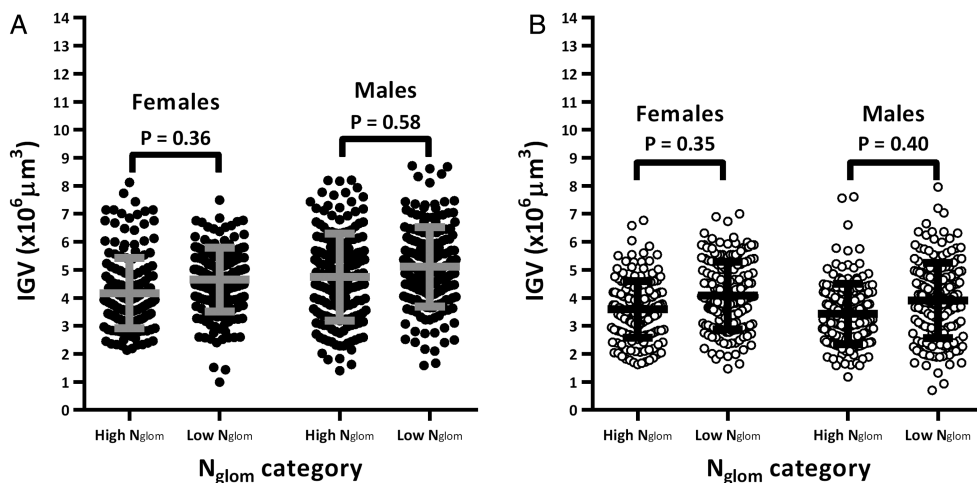 A
IGV (x10⁶µm³)
14
13
12
11
10
9
8
7
6
5
4
3
2
1
0
Females
P = 0.36
Males
P = 0.58
High Nglom
Low Nglom
High Nglom
Low Nglom
Nglom category
B
IGV (x10⁶µm³)
14
13
12
11
10
9
8
7
6
5
4
3
2
1
0
Females
P = 0.35
Males
P = 0.40
High Nglom
Low Nglom
High Nglom
Low Nglom
Nglom category